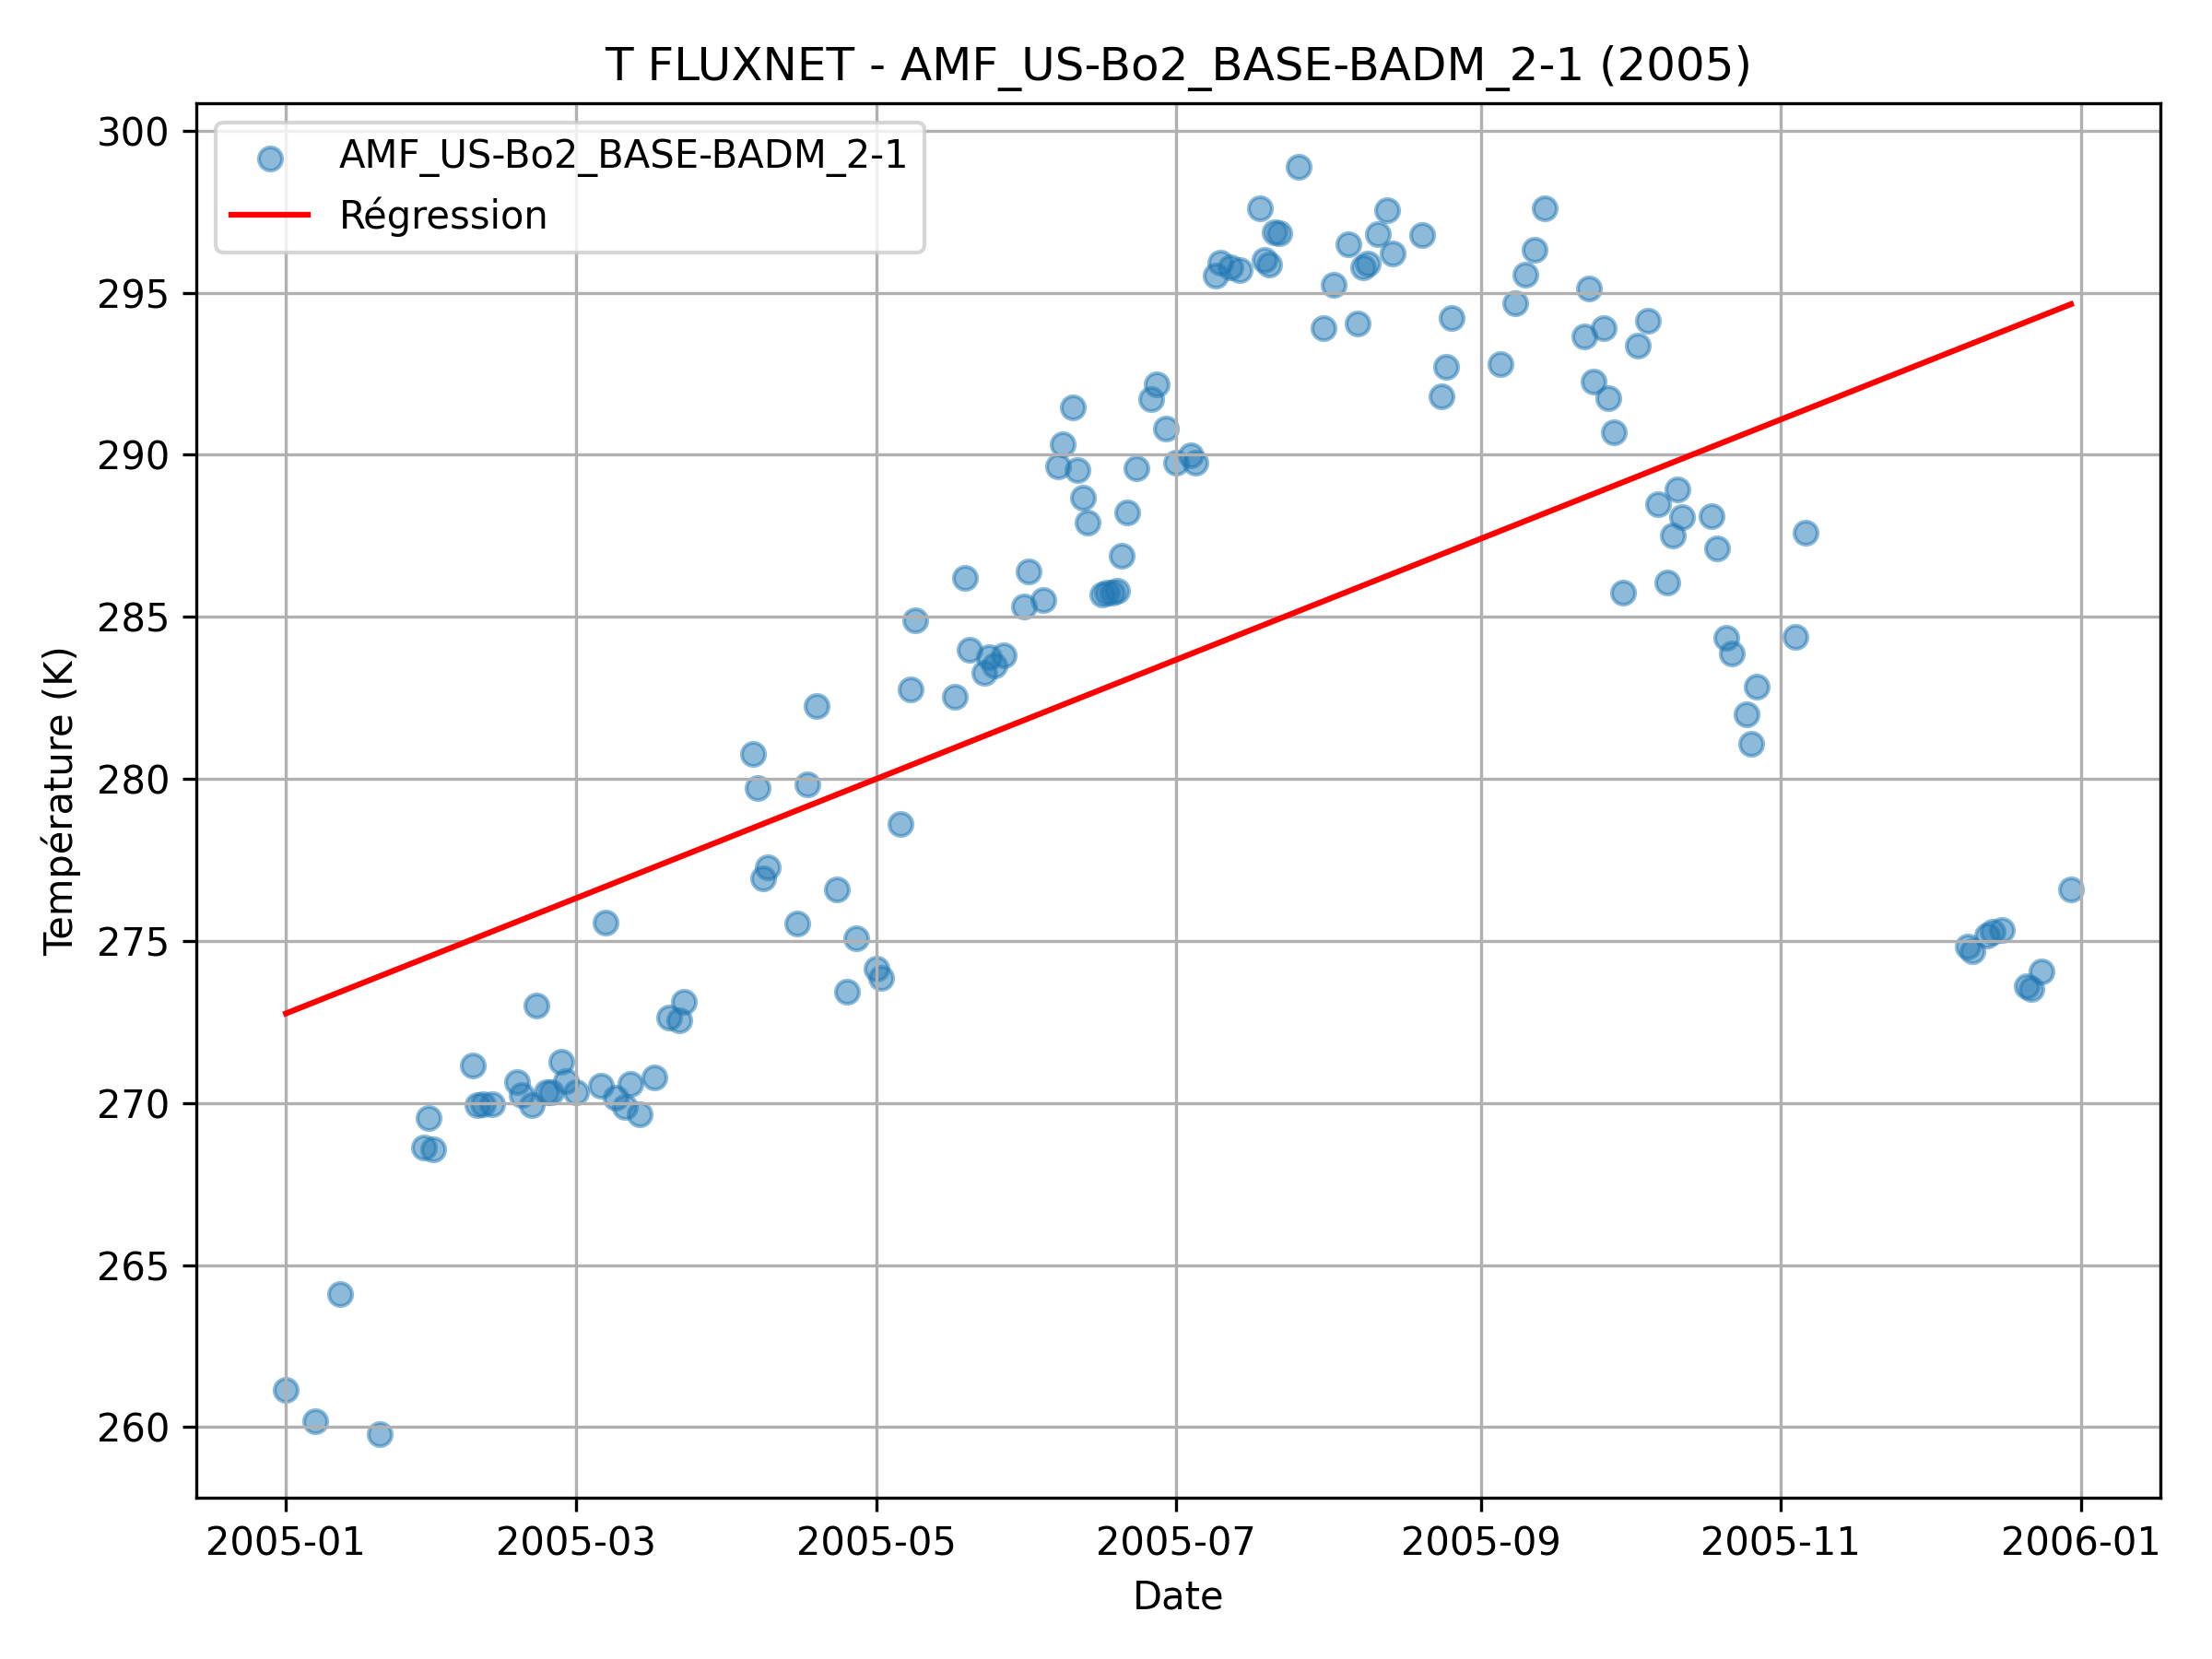 T FLUXNET - AMF_US-Bo2_BASE-BADM_2-1 (2005)
AMF_US-Bo2_BASE-BADM_2-1
Régression
300
295
290
285
280
275
270
265
260
Température (K)
2005-01 2005-03 2005-05 2005-07 2005-09 2005-11 2006-01
Date